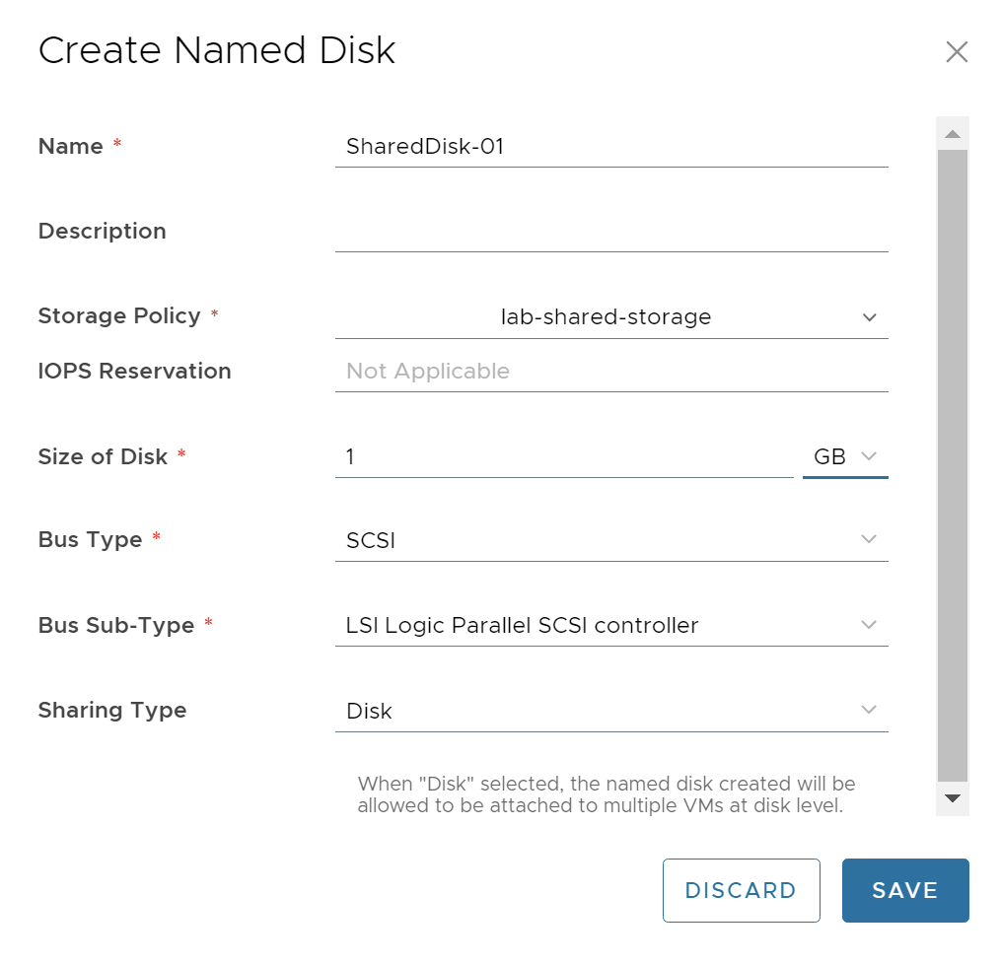 Create Named Disk
Name *
SharedDisk-01
Description
Storage Policy *
lab-shared-storage
IOPS Reservation
Not Applicable
Size of Disk *
1
GB
Bus Type *
SCSI
Bus Sub-Type *
LSI Logic Parallel SCSI controller
Sharing Type
Disk
When "Disk" selected, the named disk created will be
allowed to be attached to multiple VMs at disk level.
DISCARD
SAVE